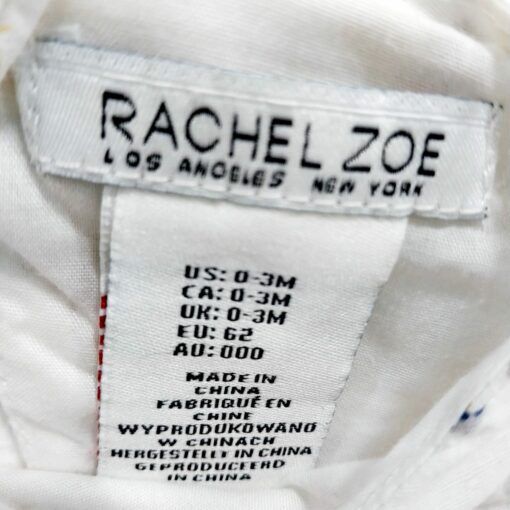 RACHEL ZOE
LOS ANGELES NEW YORK
US: 0-3M
CA: 0-3M
UK: 0-3M
EU: 62
AU: 000
MADE IN
CHINA
FABRIQUÉ EN
CHINE
WYPRODUKOWANO
W CHINACH
HERGESTELLT IN CHINA
GEPRODUCEERD
IN CHINA